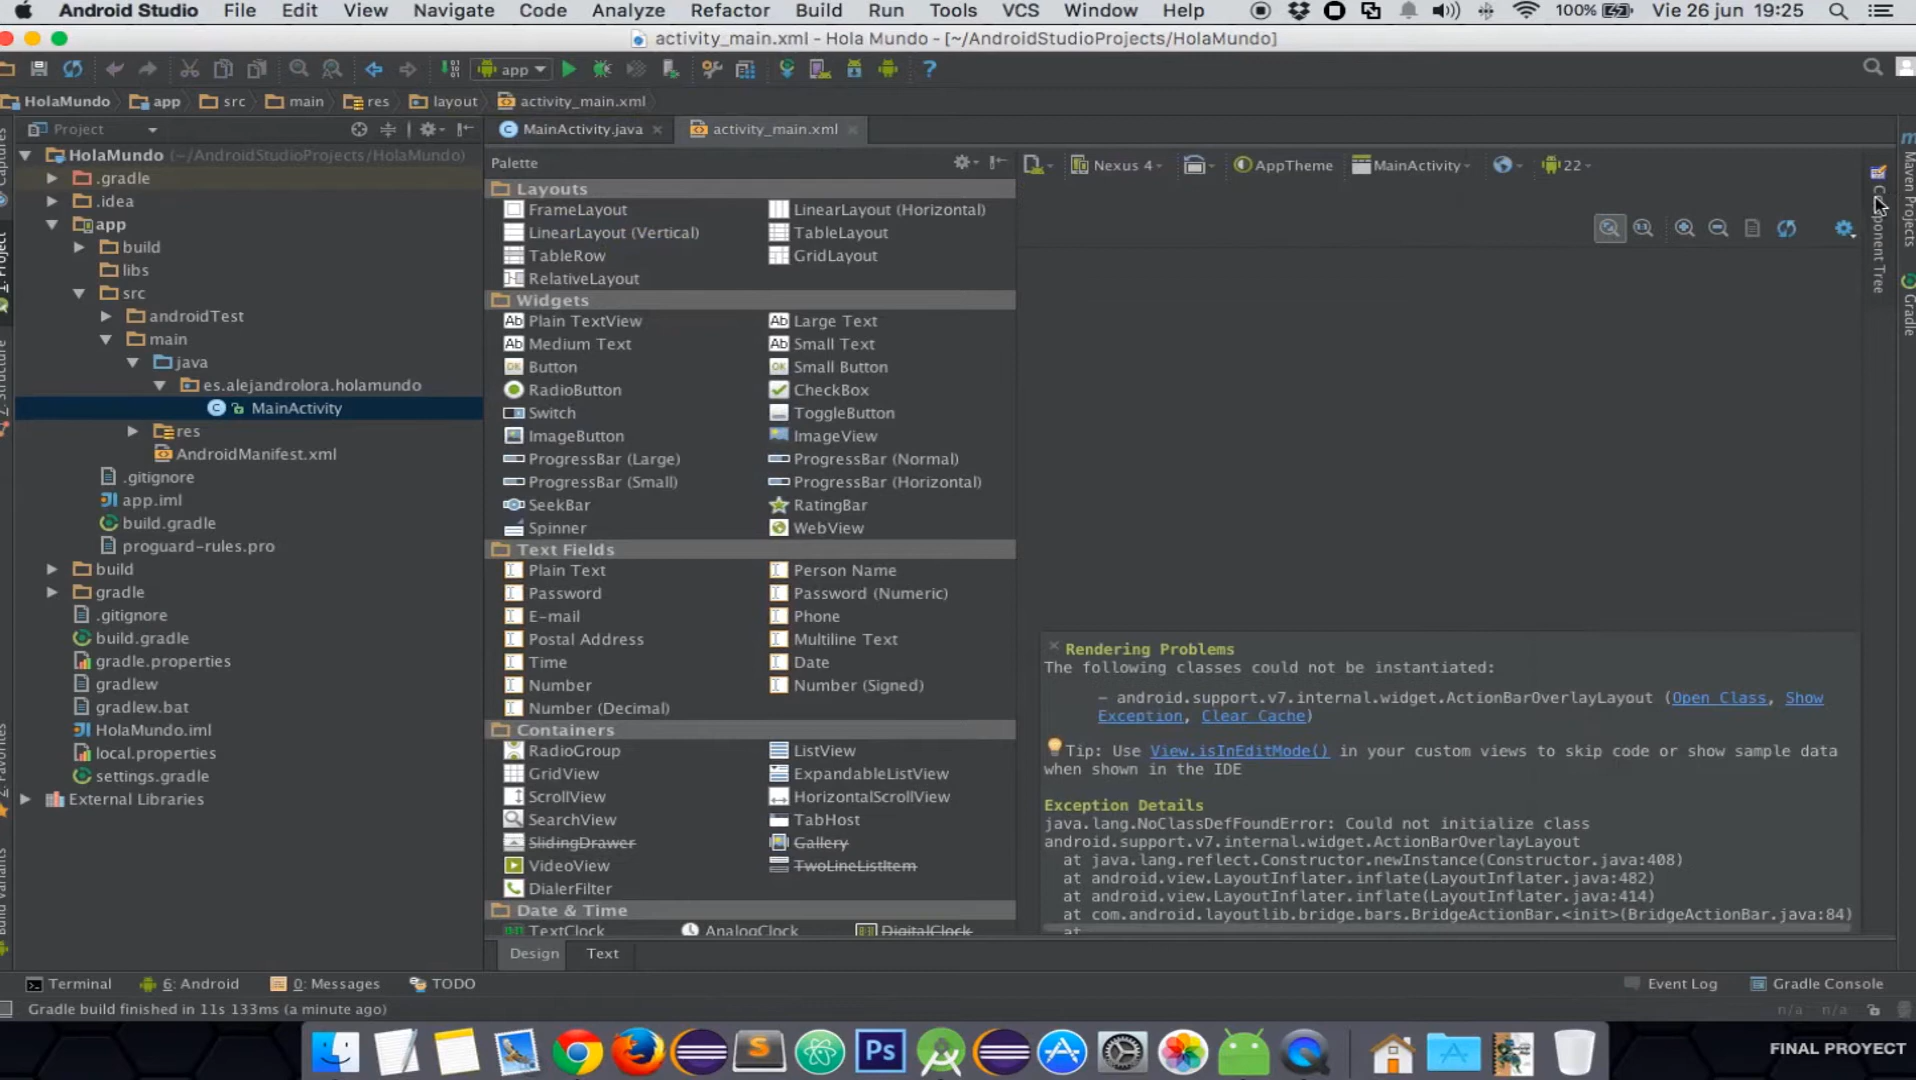 Android Studio File Edit View Navigate Code Analyze Refactor Build Run Tools VCS Window Help 100% Vie 26 jun 19:25
activity_main.xml - Hola Mundo - [~/AndroidStudioProjects/HolaMundo]
app
HolaMundo app src main res layout activity_main.xml
Project
MainActivity.java
activity_main.xml
HolaMundo (~/AndroidStudioProjects/HolaMundo)
.gradle
.idea
app
build
libs
src
androidTest
main
java
es.alejandrolora.holamundo
MainActivity
res
AndroidManifest.xml
.gitignore
app.iml
build.gradle
proguard-rules.pro
build
gradle
.gitignore
build.gradle
gradle.properties
gradlew
gradlew.bat
HolaMundo.iml
local.properties
settings.gradle
External Libraries
Captures
1: Project
Palette
Layouts
FrameLayout LinearLayout (Horizontal)
LinearLayout (Vertical) TableLayout
TableRow GridLayout
RelativeLayout
Widgets
Plain TextView Large Text
Medium Text Small Text
Button Small Button
RadioButton CheckBox
Switch ToggleButton
ImageButton ImageView
ProgressBar (Large) ProgressBar (Normal)
ProgressBar (Small) ProgressBar (Horizontal)
SeekBar RatingBar
Spinner WebView
Text Fields
Plain Text Person Name
Password Password (Numeric)
E-mail Phone
Postal Address Multiline Text
Time Date
Number Number (Signed)
Number (Decimal)
Containers
RadioGroup ListView
GridView ExpandableListView
ScrollView HorizontalScrollView
SearchView TabHost
SlidingDrawer Gallery
VideoView TwoLineListItem
DialerFilter
Date & Time
TextClock AnalogClock DigitalClock
Design Text
Nexus 4 AppTheme MainActivity 22
Rendering Problems
The following classes could not be instantiated:
- android.support.v7.internal.widget.ActionBarOverlayLayout (Open Class, Show
Exception, Clear Cache)
Tip: Use View.isInEditMode() in your custom views to skip code or show sample data
when shown in the IDE
Exception Details
java.lang.NoClassDefFoundError: Could not initialize class
android.support.v7.internal.widget.ActionBarOverlayLayout
at java.lang.reflect.Constructor.newInstance(Constructor.java:408)
at android.view.LayoutInflater.inflate(LayoutInflater.java:482)
at android.view.LayoutInflater.inflate(LayoutInflater.java:414)
at com.android.layoutlib.bridge.bars.BridgeActionBar.<init>(BridgeActionBar.java:84)
at
Maven Projects
Gradle
Terminal 6: Android 0: Messages TODO Event Log Gradle Console
Gradle build finished in 11s 133ms (a minute ago) n/a n/a
FINAL PROYECT